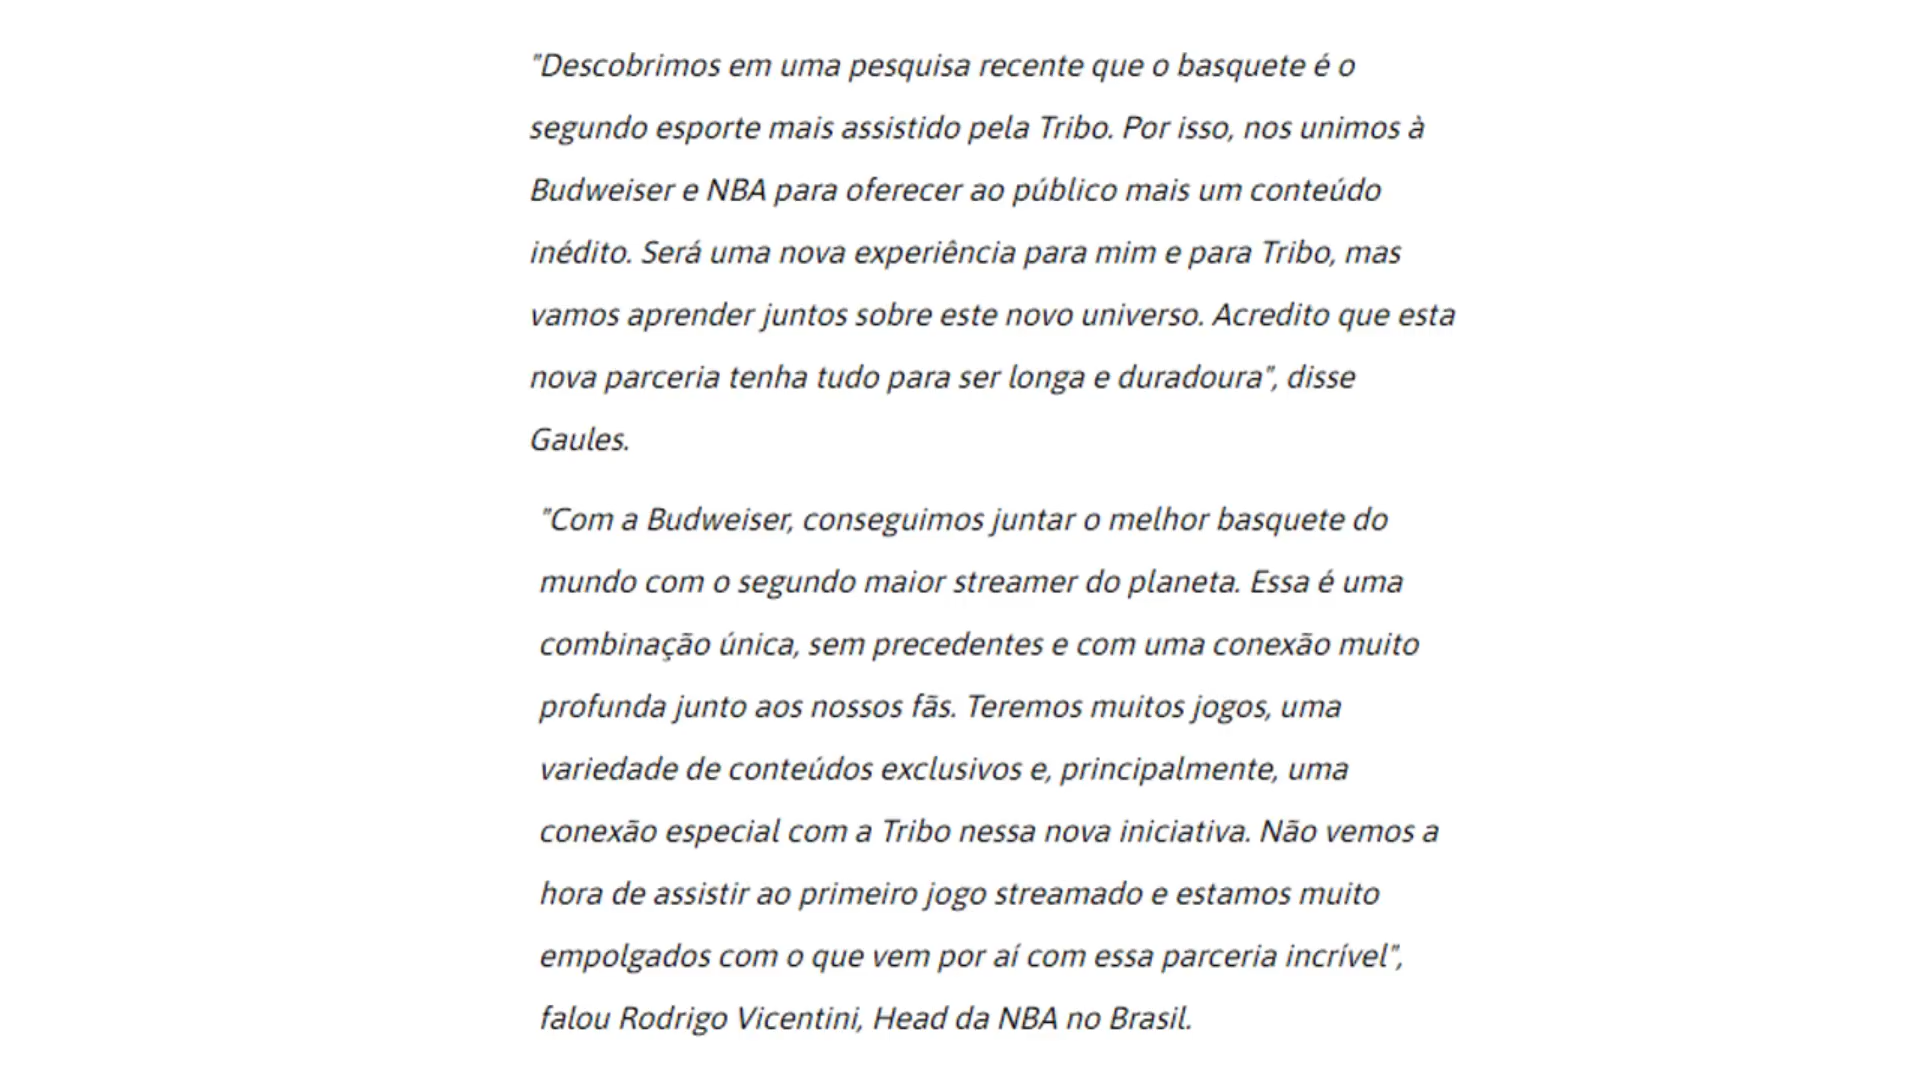 "Descobrimos em uma pesquisa recente que o basquete é o
segundo esporte mais assistido pela Tribo. Por isso, nos unimos à
Budweiser e NBA para oferecer ao público mais um conteúdo
inédito. Será uma nova experiência para mim e para Tribo, mas
vamos aprender juntos sobre este novo universo. Acredito que esta
nova parceria tenha tudo para ser longa e duradoura", disse
Gaules.
"Com a Budweiser, conseguimos juntar o melhor basquete do
mundo com o segundo maior streamer do planeta. Essa é uma
combinação única, sem precedentes e com uma conexão muito
profunda junto aos nossos fãs. Teremos muitos jogos, uma
variedade de conteúdos exclusivos e, principalmente, uma
conexão especial com a Tribo nessa nova iniciativa. Não vemos a
hora de assistir ao primeiro jogo streamado e estamos muito
empolgados com o que vem por aí com essa parceria incrível",
falou Rodrigo Vicentini, Head da NBA no Brasil.